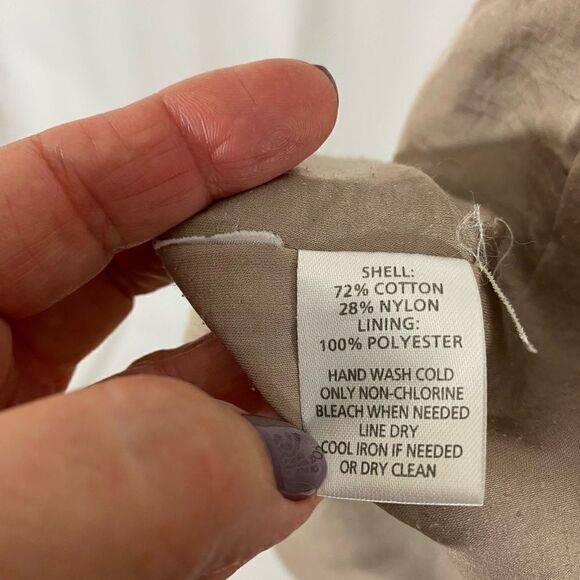 SHELL:
72% COTTON
28% NYLON
LINING:
100% POLYESTER
HAND WASH COLD
ONLY NON-CHLORINE
BLEACH WHEN NEEDED
LINE DRY
COOL IRON IF NEEDED
OR DRY CLEAN